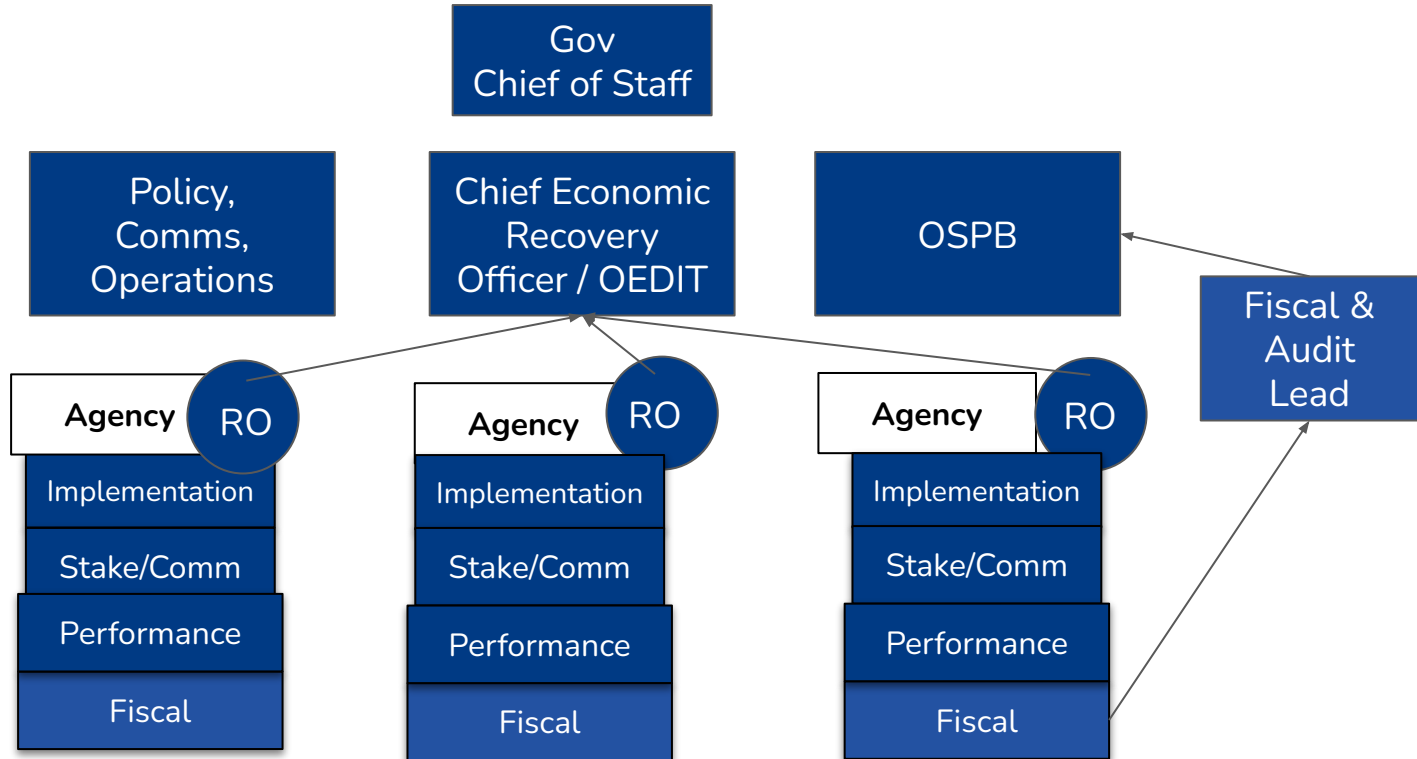 Gov
Chief of Staff
Policy,
Comms,
Operations
Chief Economic
Recovery
Officer / OEDIT
OSPB
Fiscal &
Audit
Lead
Agency
RO
Implementation
Stake/Comm
Performance
Fiscal
Agency
RO
Implementation
Stake/Comm
Performance
Fiscal
Agency
RO
Implementation
Stake/Comm
Performance
Fiscal